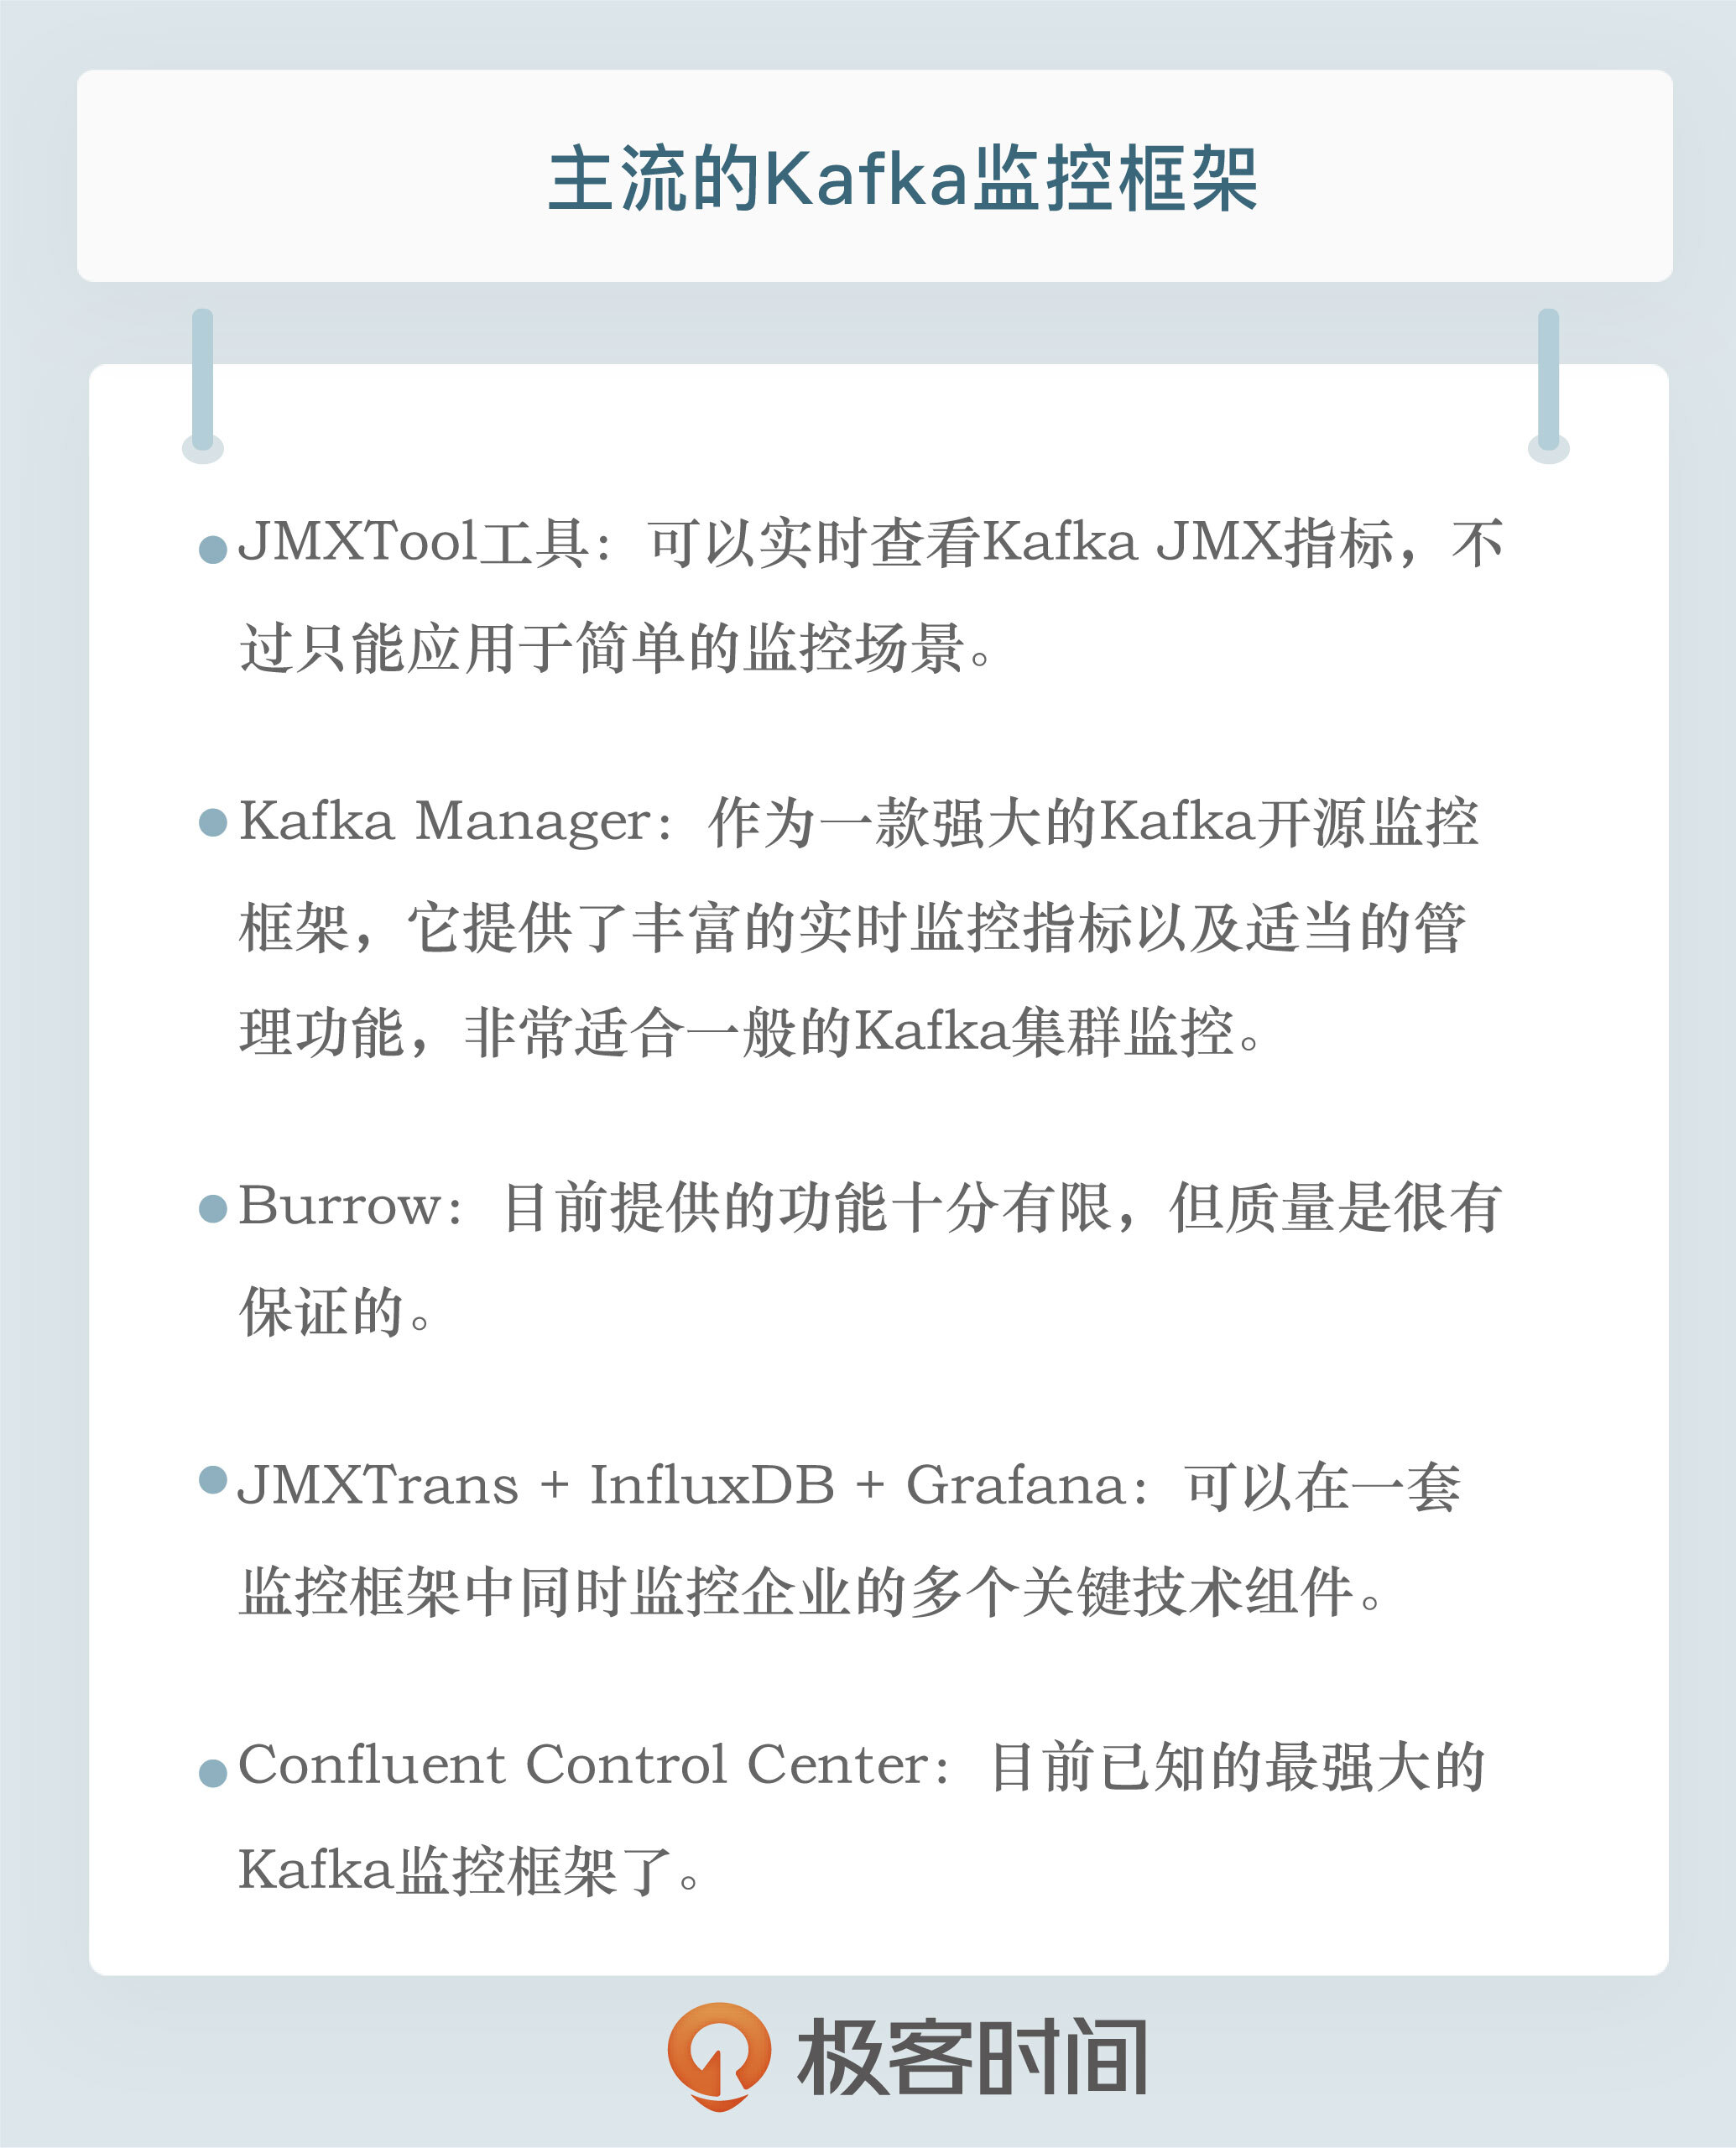 主流的Kafka监控框架
JMXTool工具：可以实时查看Kafka JMX指标，不
过只能应用于简单的监控场景。
Kafka Manager：作为一款强大的Kafka开源监控
框架，它提供了丰富的实时监控指标以及适当的管
理功能，非常适合一般的Kafka集群监控。
Burrow：目前提供的功能十分有限，但质量是很有
保证的。
JMXTrans + InfluxDB + Grafana：可以在一套
监控框架中同时监控企业的多个关键技术组件。
Confluent Control Center：目前已知的最强大的
Kafka监控框架了。
极客时间